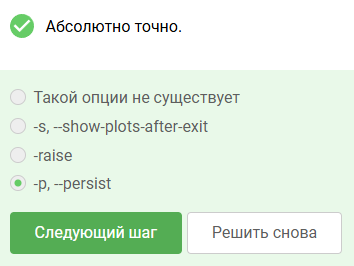 Абсолютно точно.
Такой опции не существует
-s, --show-plots-after-exit
-raise
-p, --persist
Следующий шаг
Решить снова